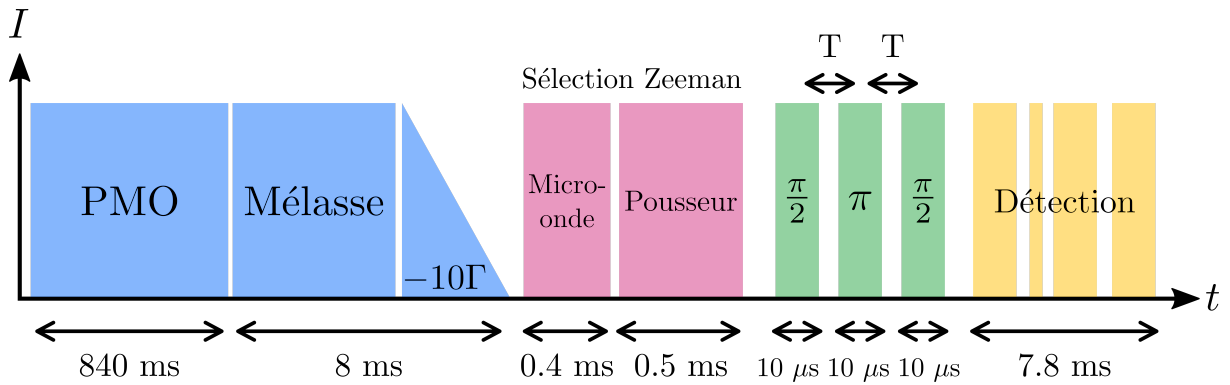 I
T T
Sélection Zeeman
PMO
Mélasse
−10Γ
Micro-
onde
Pousseur
π/2
π
π/2
Détection
t
840 ms
8 ms
0.4 ms
0.5 ms
10 μs
10 μs
10 μs
7.8 ms